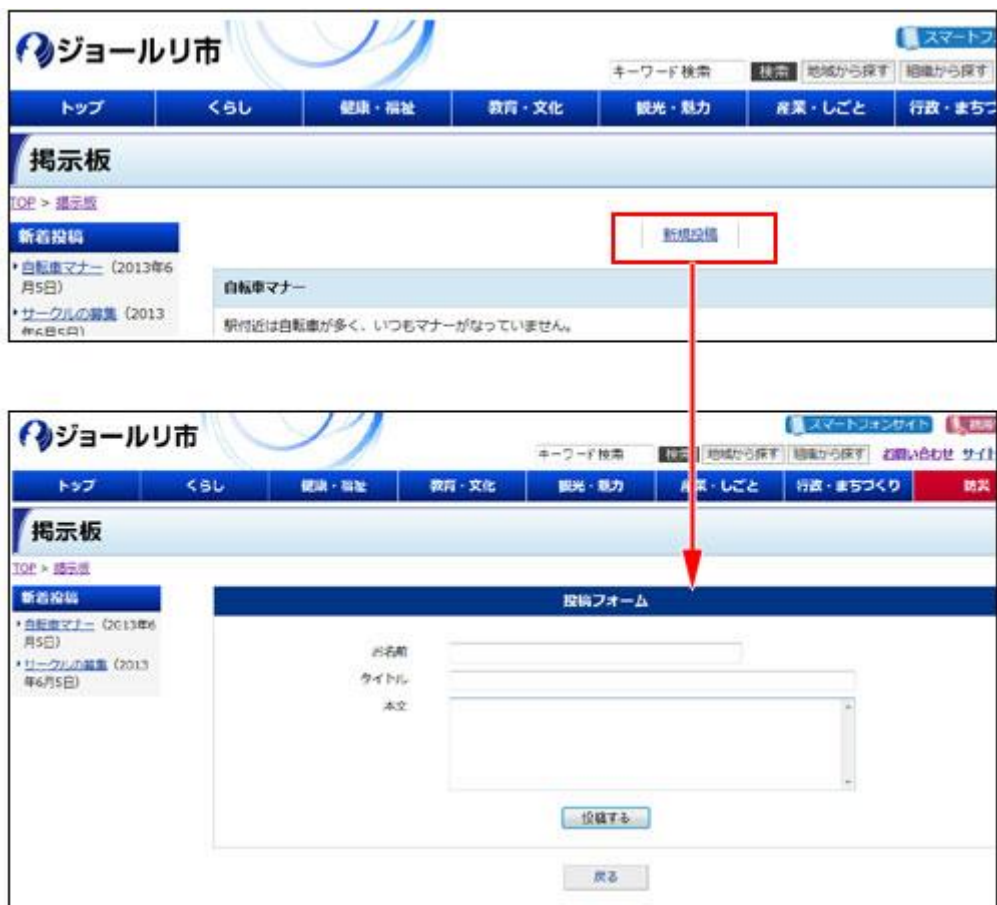 ジョールリ市
スマートフ
キーワード検索 検索 地域から探す 組織から探す
トップ くらし 健康・福祉 教育・文化 観光・魅力 産業・しごと 行政・まちづ
掲示板
TOP > 掲示板
新着投稿
新規投稿
自転車マナー（2013年6
月5日）
サークルの募集（2013
年6月5日）
自転車マナー
駅付近は自転車が多く、いつもマナーがなっていません。
ジョールリ市
スマートフォンサイト 携帯
キーワード検索 検索 地域から探す 組織から探す お問い合わせ サイト
トップ くらし 健康・福祉 教育・文化 観光・魅力 産業・しごと 行政・まちづくり 防災
掲示板
TOP > 掲示板
新着投稿
自転車マナー（2013年6
月5日）
サークルの募集（2013
年6月5日）
投稿フォーム
お名前
タイトル
本文
投稿する
戻る